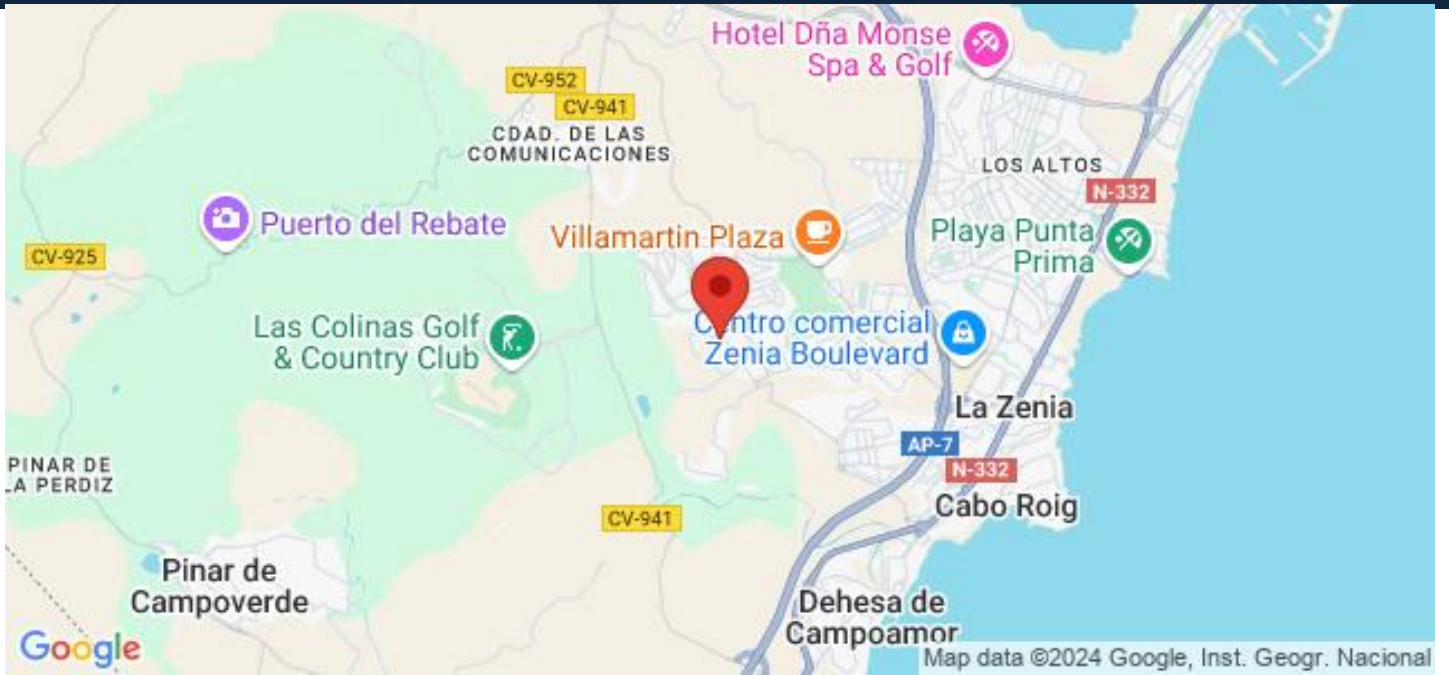 Hotel Dña Monse
Spa & Golf
CV-952
CV-941
CDAD. DE LAS
COMUNICACIONES
LOS ALTOS
N-332
Puerto del Rebate
Villamartin Plaza
Playa Punta
Prima
CV-925
Las Colinas Golf
& Country Club
Centro comercial
Zenia Boulevard
La Zenia
AP-7
N-332
PINAR DE
LA PERDIZ
Cabo Roig
CV-941
Pinar de
Campoverde
Dehesa de
Campoamor
Google
Map data ©2024 Google, Inst. Geogr. Nacional